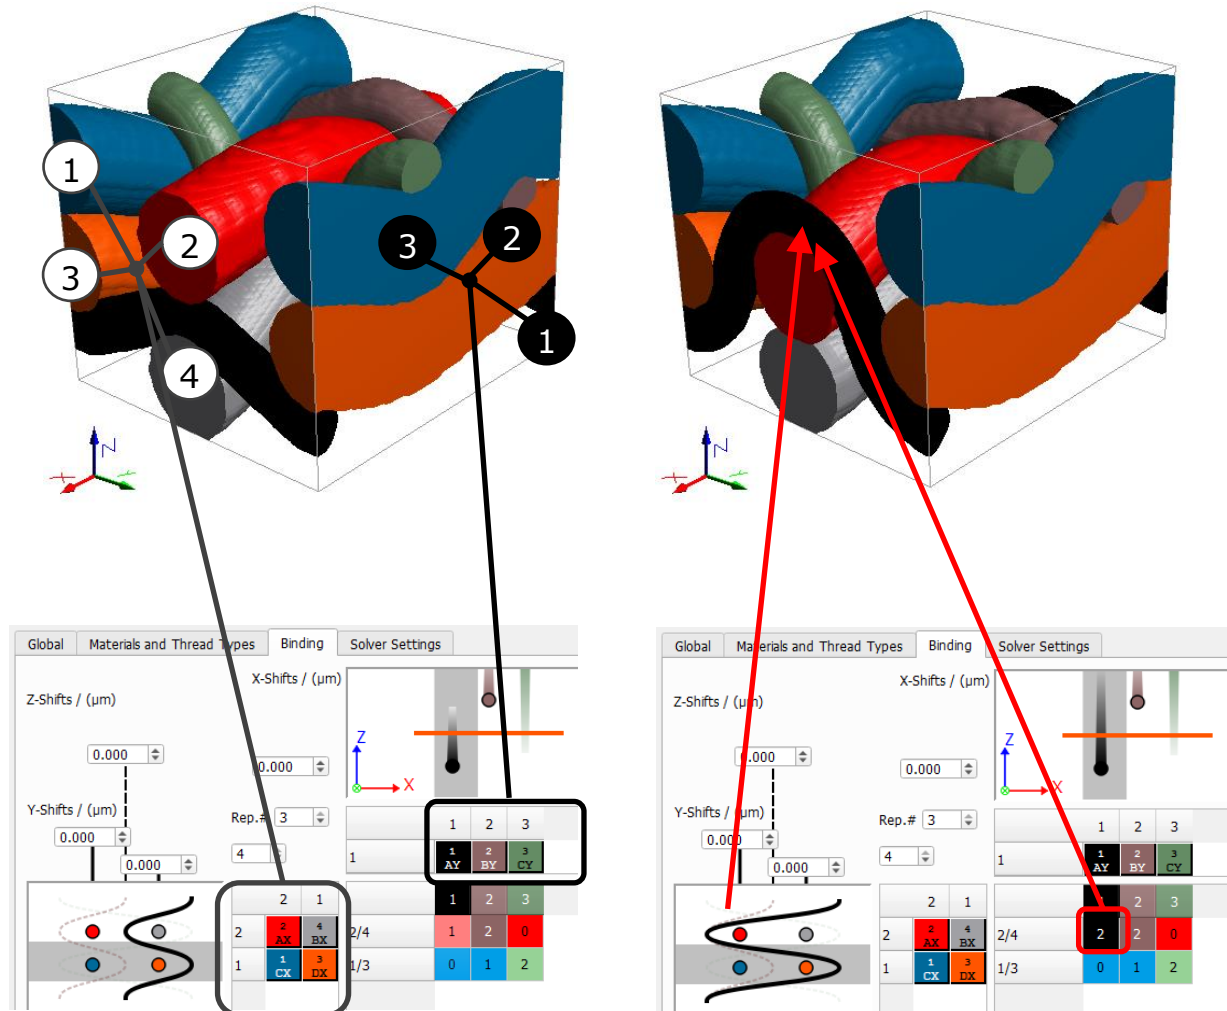 1
2
3
4
3
2
1
Z
X
Y
Z
X
Y
Global Materials and Thread Types Binding Solver Settings
X-Shifts / (µm)
Z-Shifts / (µm)
0.000
Z
0.000
X
Y-Shifts / (µm)
Rep.# 3
0.000
1 2 3
4
0.000
1
1 AY
2 BY
3 CY
2 1
1 2 3
2
2 AX
4 BX
2/4
1 2 0
1
1 CX
3 DX
1/3
0 1 2
Global Materials and Thread Types Binding Solver Settings
X-Shifts / (µm)
Z-Shifts / (µm)
0.000
Z
0.000
X
Y-Shifts / (µm)
Rep.# 3
0.000
1 2 3
4
0.000
1
1 AY
2 BY
3 CY
2 1
1 2 3
2
2 AX
4 BX
2/4
2 2 0
1
1 CX
3 DX
1/3
0 1 2